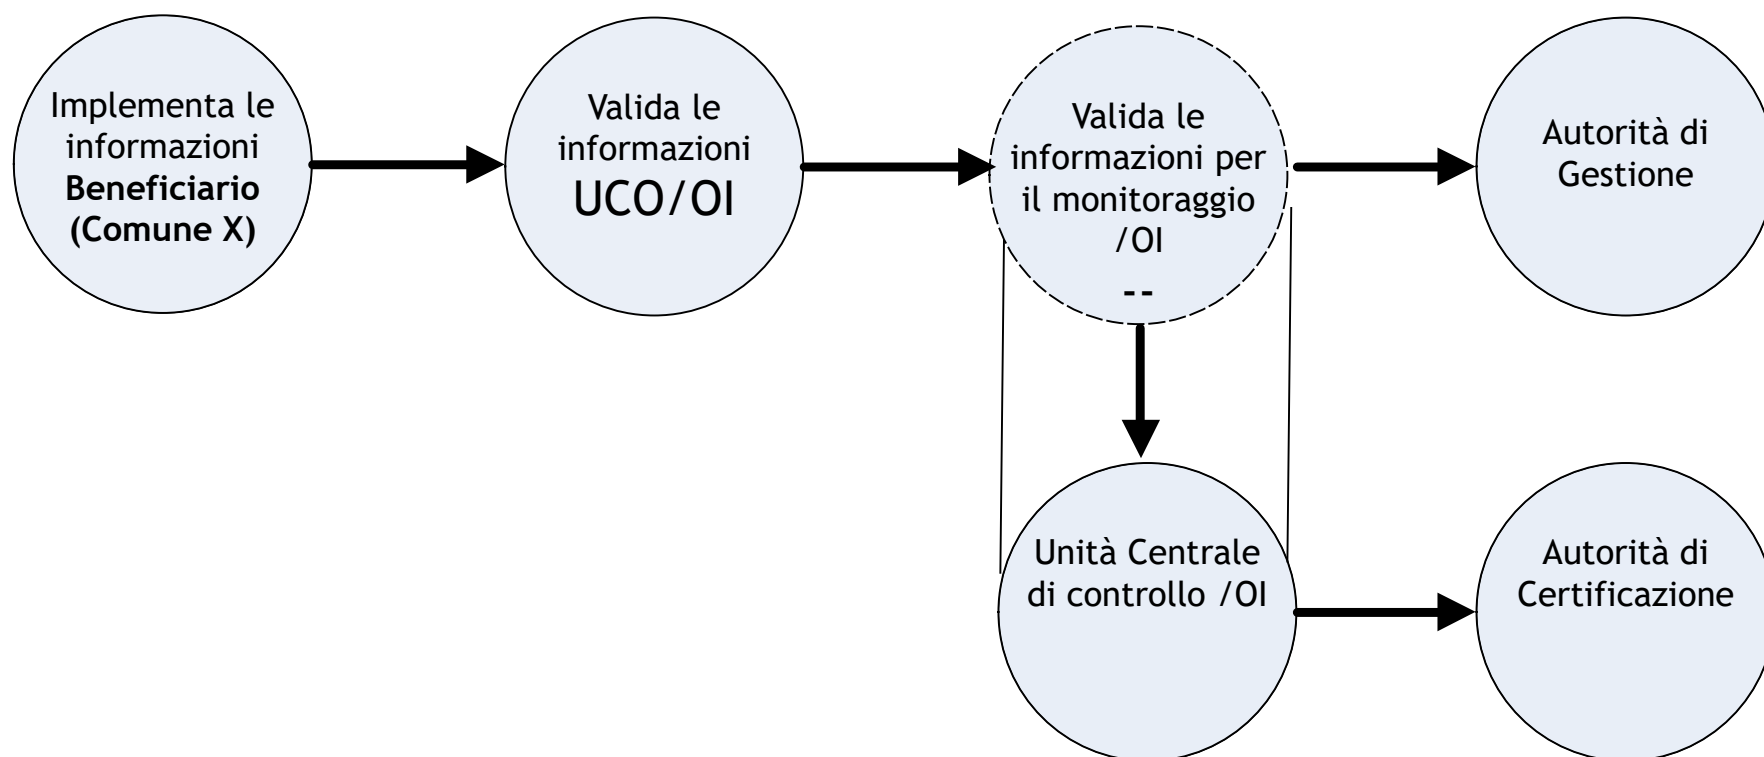 Implementa le
informazioni
Beneficiario
(Comune X)
Valida le
informazioni
UCO/OI
Valida le
informazioni per
il monitoraggio
/OI
--
Autorità di
Gestione
Unità Centrale
di controllo /OI
Autorità di
Certificazione